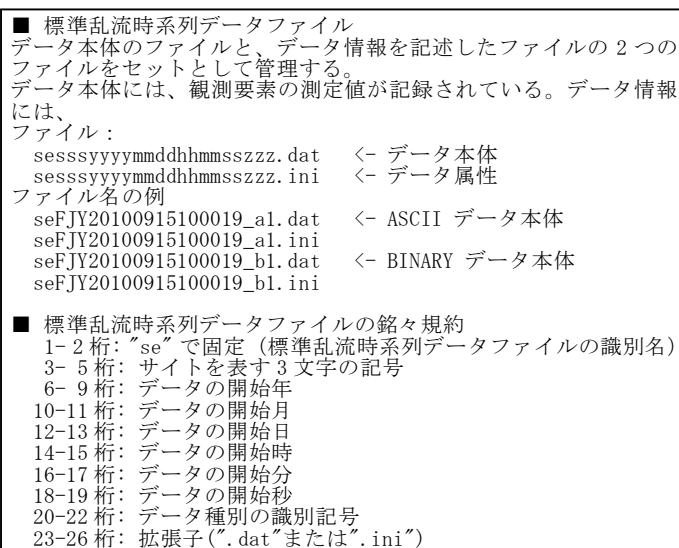 ■ 標準乱流時系列データファイル
データ本体のファイルと、データ情報を記述したファイルの 2 つの
ファイルをセットとして管理する。
データ本体には、観測要素の測定値が記録されている。データ情報
には、
ファイル：
sesssyyyymmddhhmmsszzz.dat <- データ本体
sesssyyyymmddhhmmsszzz.ini <- データ属性
ファイル名の例
seFJY20100915100019_a1.dat <- ASCII データ本体
seFJY20100915100019_a1.ini
seFJY20100915100019_b1.dat <- BINARY データ本体
seFJY20100915100019_b1.ini
■ 標準乱流時系列データファイルの銘々規約
1- 2 桁: "se" で固定 (標準乱流時系列データファイルの識別名)
3- 5 桁: サイトを表す 3 文字の記号
6- 9 桁: データの開始年
10-11 桁: データの開始月
12-13 桁: データの開始日
14-15 桁: データの開始時
16-17 桁: データの開始分
18-19 桁: データの開始秒
20-22 桁: データ種別の識別記号
23-26 桁: 拡張子(".dat"または".ini")